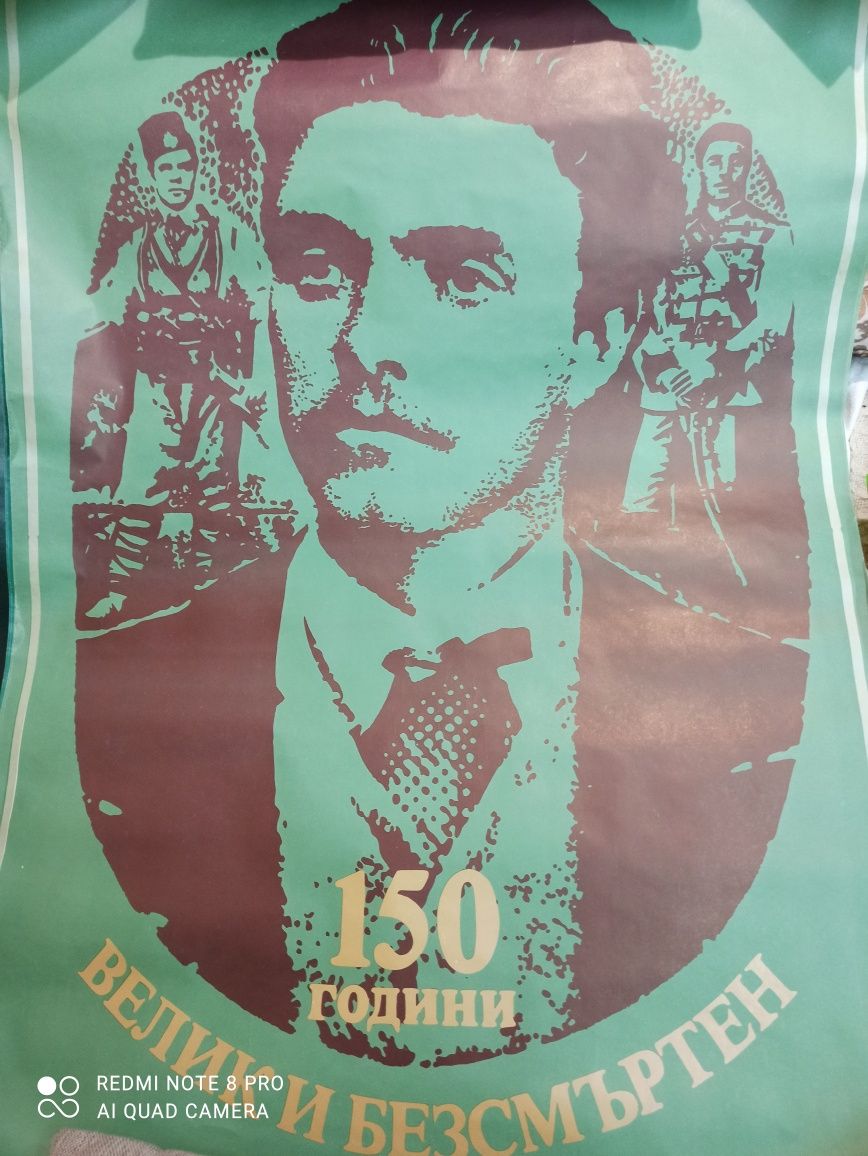 150
ГОДИНИ
ВЕЛИК И БЕЗСМЪРТЕН
REDMI NOTE 8 PRO
AI QUAD CAMERA